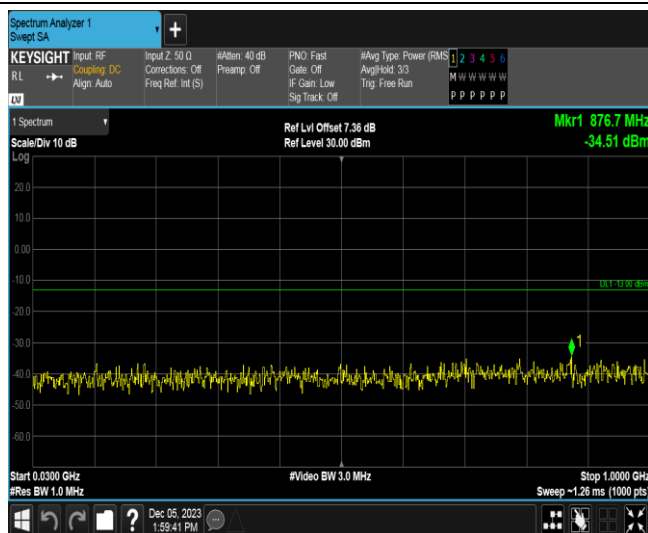 Spectrum Analyzer 1
Swept SA
+
KEYSIGHT
RL
Input: RF
Coupling: DC
Align: Auto
Input Z: 50 Ω
Corrections: Off
Freq Ref: Int (S)
#Atten: 40 dB
Preamp: Off
PNO: Fast
Gate: Off
IF Gain: Low
Sig Track: Off
#Avg Type: Power (RMS
Avg|Hold: 3/3
Trig: Free Run
1 2 3 4 5 6
M W W W W W
P P P P P P
LXI
1 Spectrum
Scale/Div 10 dB
Ref Lvl Offset 7.36 dB
Ref Level 30.00 dBm
Mkr1 876.7 MHz
-34.51 dBm
Log
20.0
10.0
0.00
-10.0
DL1 -13.00 dBm
-20.0
-30.0
1
-40.0
-50.0
-60.0
Start 0.0300 GHz
#Res BW 1.0 MHz
#Video BW 3.0 MHz
Stop 1.0000 GHz
Sweep ~1.26 ms (1000 pts)
?
Dec 05, 2023
1:59:41 PM